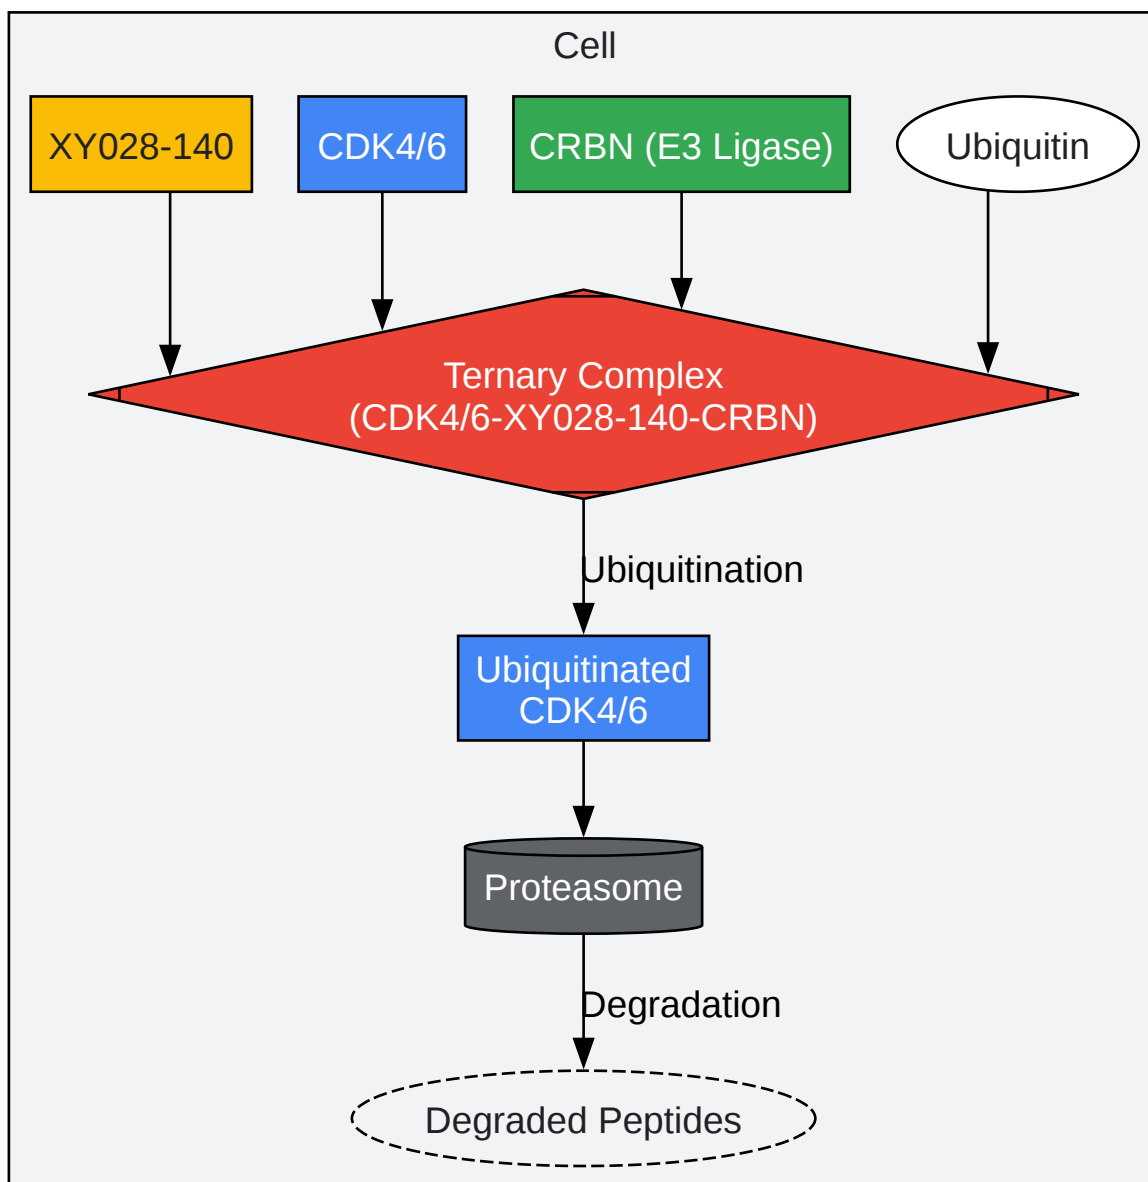 Cell
XY028-140
CDK4/6
CRBN (E3 Ligase)
Ubiquitin
Ternary Complex
(CDK4/6-XY028-140-CRBN)
Ubiquitination
Ubiquitinated
CDK4/6
Proteasome
Degradation
Degraded Peptides